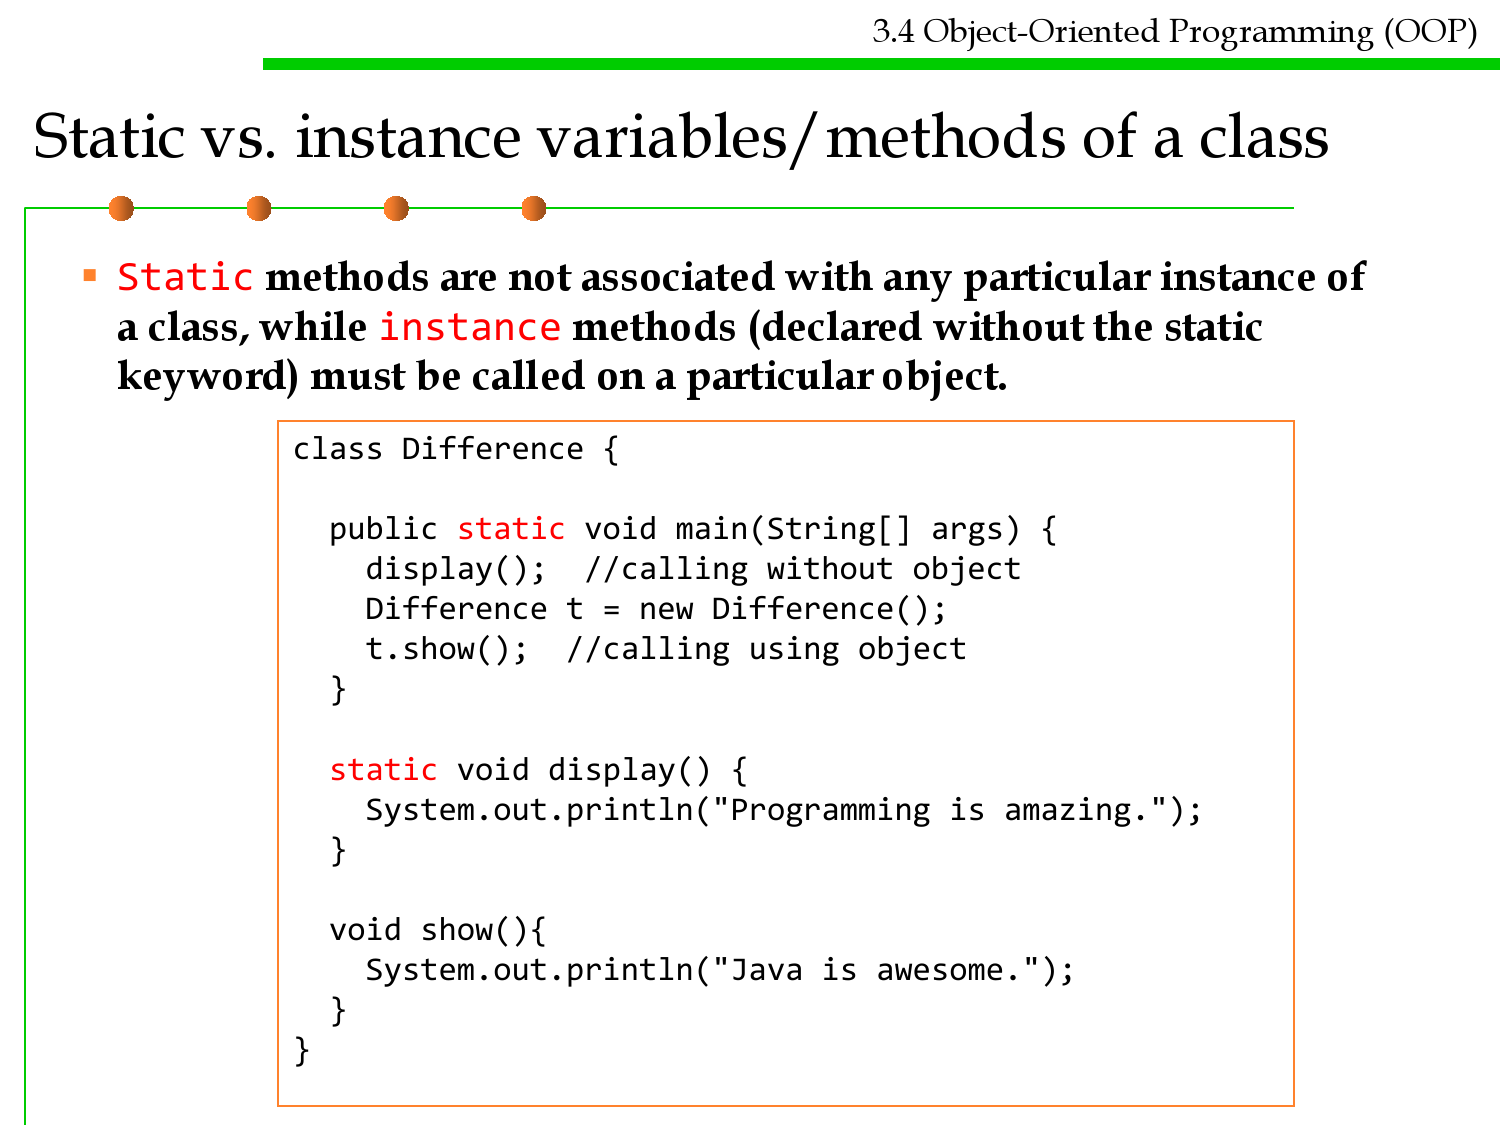 3.4 Object-Oriented Programming (OOP)
Static vs. instance variables/methods of a class
▪ Static methods are not associated with any particular instance of
a class, while instance methods (declared without the static
keyword) must be called on a particular object.
class Difference {

  public static void main(String[] args) {
    display();  //calling without object
    Difference t = new Difference();
    t.show();  //calling using object
  }

  static void display() {
    System.out.println("Programming is amazing.");
  }

  void show(){
    System.out.println("Java is awesome.");
  }
}